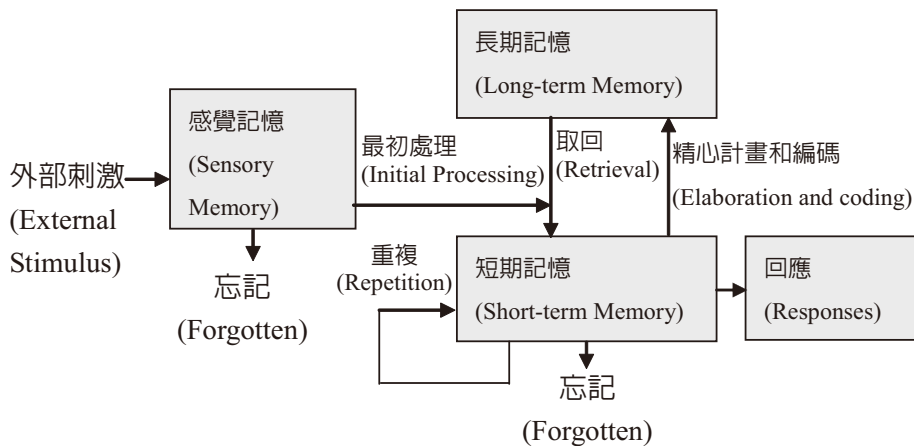 長期記憶
(Long-term Memory)
感覺記憶
(Sensory
Memory)
最初處理
(Initial Processing)
取回
(Retrieval)
精心計畫和編碼
(Elaboration and coding)
外部刺激
(External
Stimulus)
忘記
(Forgotten)
重複
(Repetition)
短期記憶
(Short-term Memory)
回應
(Responses)
忘記
(Forgotten)